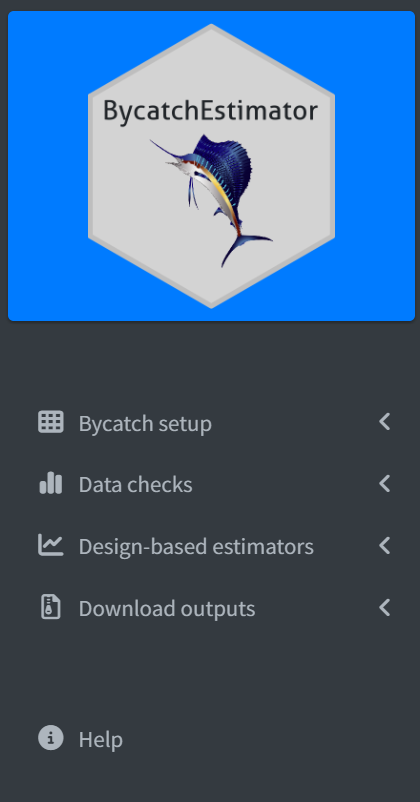 BycatchEstimator
Bycatch setup
Data checks
Design-based estimators
Download outputs
Help